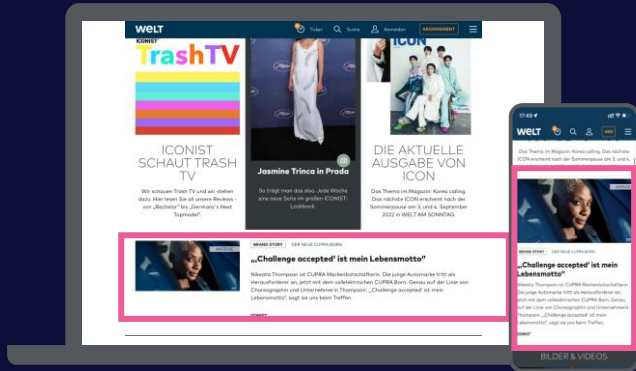 WELT
Ticker
Suche
Anmelden
ABONNEMENT
ICONIST
TrashTV
ICON
ICONIST
SCHAUT TRASH
TV
Wir schauen Trash TV und wir stehen
dazu. Hier lesen Sie all unsere Reviews -
von „Bachelor“ bis „Germany's Next
Topmodel“.
Jasmine Trinca in Prada
So trägt man das also. Jede Woche
eine neue Seite im großen ICONIST-
Lookbook.
DIE AKTUELLE
AUSGABE VON
ICON
Das Thema im Magazin: Korea calling.
Das nächste ICON erscheint nach der
Sommerpause am 3. und 4. September
2022 in WELT AM SONNTAG.
ANZEIGE
BRAND STORY
DER NEUE CUPRA BORN
„‚Challenge accepted' ist mein Lebensmotto“
Nikeata Thompson ist CUPRA Markenbotschafterin. Die junge Automarke tritt als
Herausforderer an, jetzt mit dem vollelektrischen CUPRA Born. Genau auf der Linie von
Choreographin und Unternehmerin Thompson: „‚Challenge accepted' ist mein
Lebensmotto“, sagt sie uns beim Treffen.
ICONIST
17:49
WELT
ABO
Das Thema im Magazin: Korea calling. Das nächste
ICON erscheint nach der Sommerpause am 3. und 4.
BRAND STORY
DER NEUE CUPRA BORN
„‚Challenge accepted' ist mein
Lebensmotto“
Nikeata Thompson ist CUPRA Markenbotschafterin.
Die junge Automarke tritt als Herausforderer an,
jetzt mit dem vollelektrischen CUPRA Born. Genau
auf der Linie von Choreographin und Unternehmerin
Thompson: „‚Challenge accepted' ist mein
Lebensmotto“, sagt sie uns beim Treffen.
ICONIST
BILDER & VIDEOS